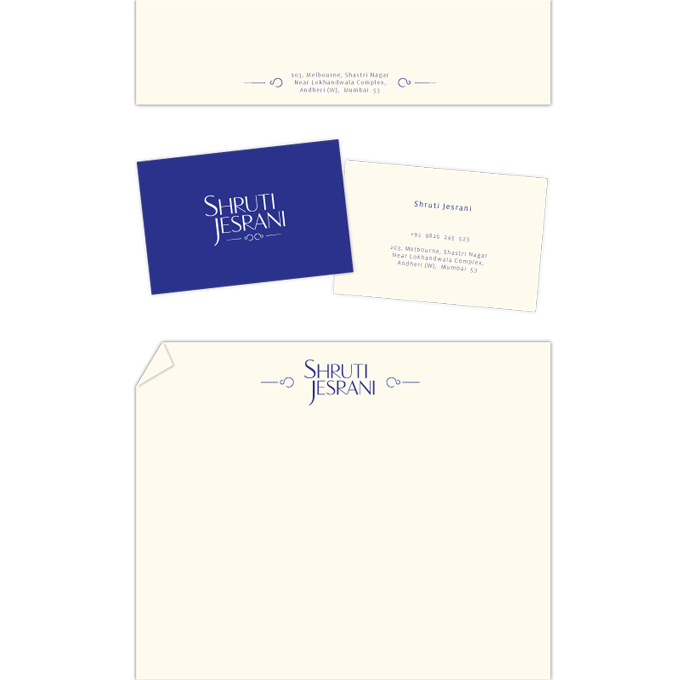 103, Melbourne, Shastri Nagar
Near Lokhandwala Complex,
Andheri (W), Mumbai 53
SHRUTI
JESRANI
Shruti Jesrani
+91 9820 245 523
203, Melbourne, Shastri Nagar
Near Lokhandwala Complex,
Andheri (W), Mumbai 53
SHRUTI
JESRANI